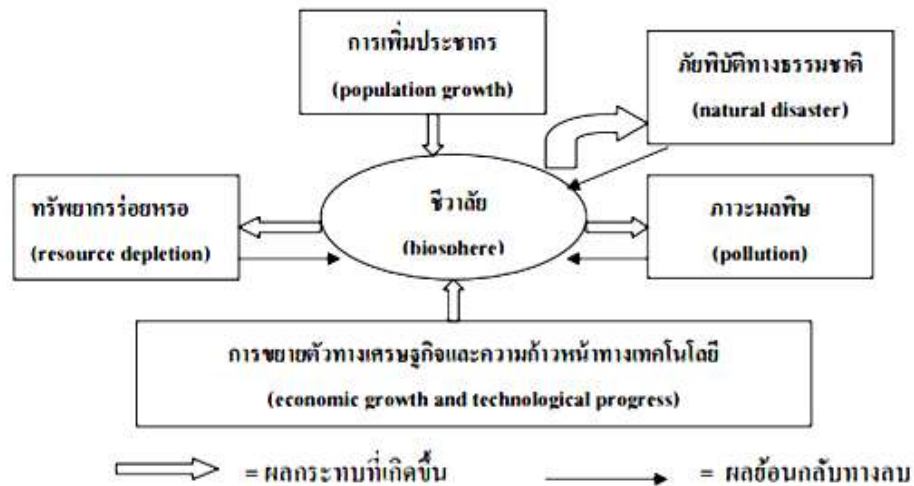 การเพิ่มประชากร
(population growth)
ภัยพิบัติทางธรรมชาติ
(natural disaster)
ทรัพยากรร่อยหรอ
(resource depletion)
ชีวาลัย
(biosphere)
ภาวะมลพิษ
(pollution)
การขยายตัวทางเศรษฐกิจและความก้าวหน้าทางเทคโนโลยี
(economic growth and technological progress)
= ผลกระทบที่เกิดขึ้น
= ผลย้อนกลับทางลบ